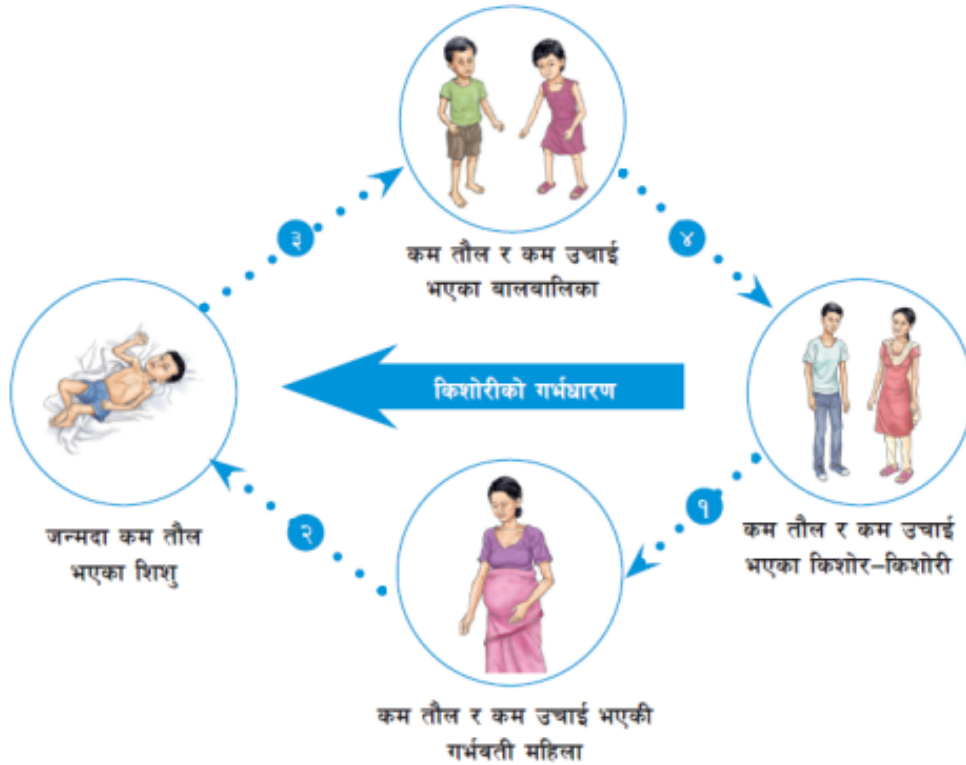 ३
४
कम तौल र कम उचाई
भएका बालबालिका
किशोरीको गर्भधारण
जन्मदा कम तौल
भएका शिशु
२
१
कम तौल र कम उचाई
भएका किशोर–किशोरी
कम तौल र कम उचाई भएकी
गर्भबती महिला